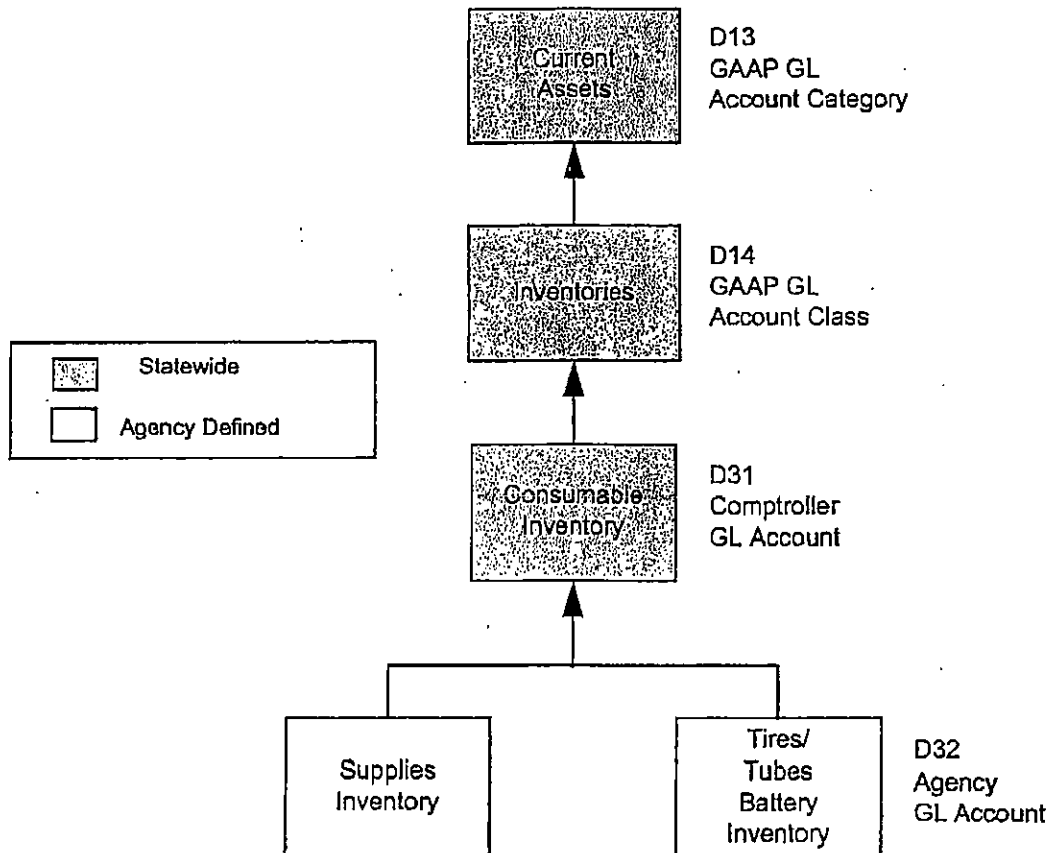 Current
Assets
D13
GAAP GL
Account Category
Inventories
D14
GAAP GL
Account Class
Statewide
Agency Defined
Consumable
Inventory
D31
Comptroller
GL Account
Supplies
Inventory
Tires/
Tubes
Battery
Inventory
D32
Agency
GL Account